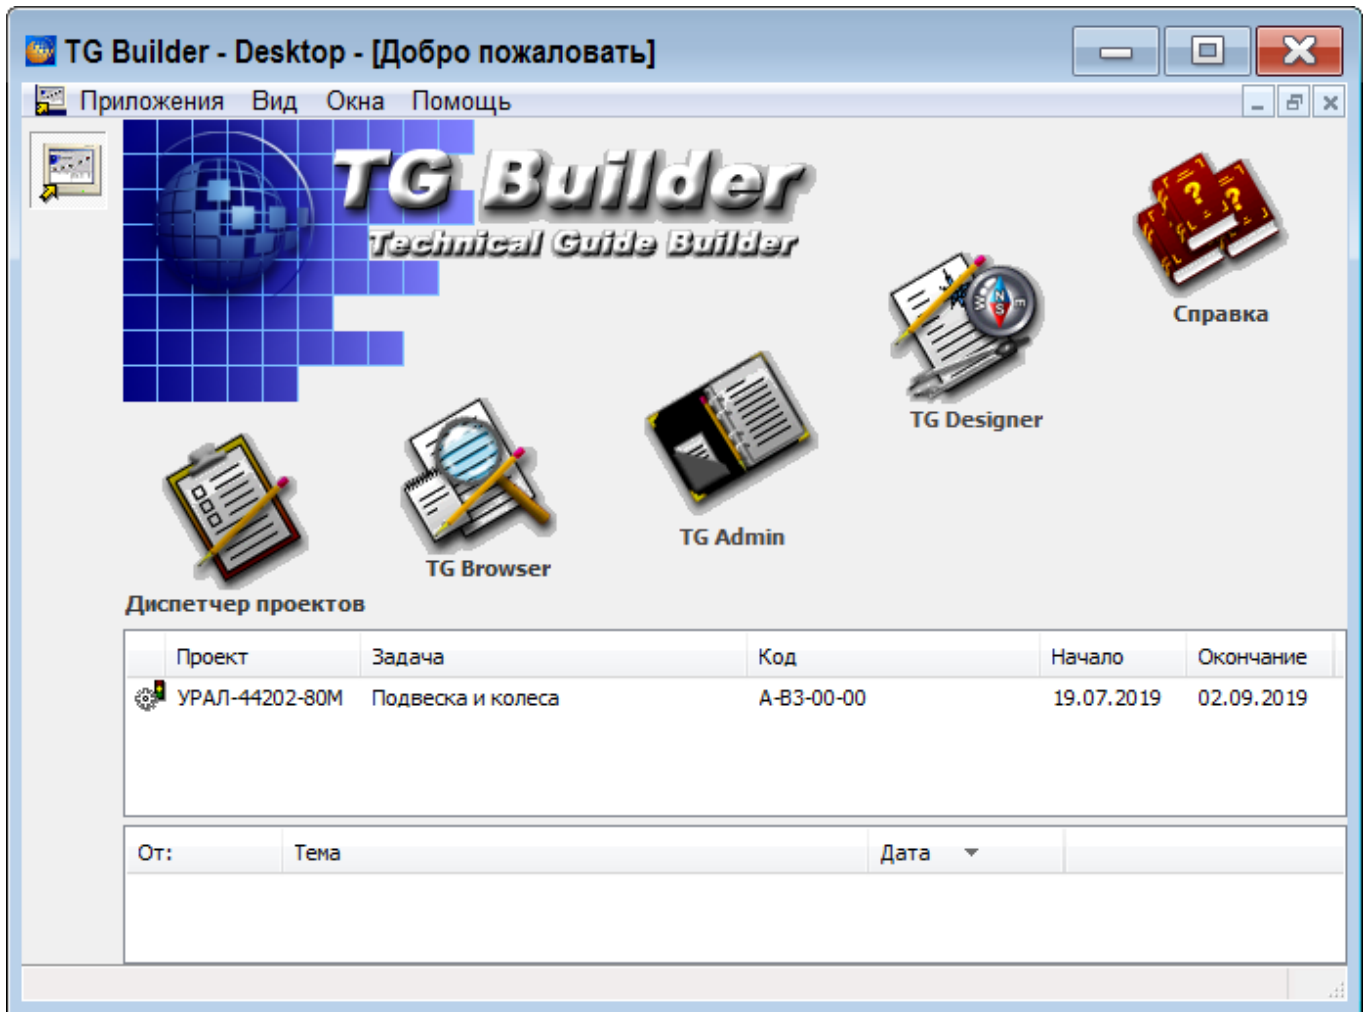 TG Builder - Desktop - [Добро пожаловать]
Приложения Вид Окна Помощь
TG Builder
Technical Guide Builder
Справка
TG Designer
TG Admin
TG Browser
Диспетчер проектов
Проект Задача Код Начало Окончание
УРАЛ-44202-80М Подвеска и колеса А-В3-00-00 19.07.2019 02.09.2019
От: Тема Дата